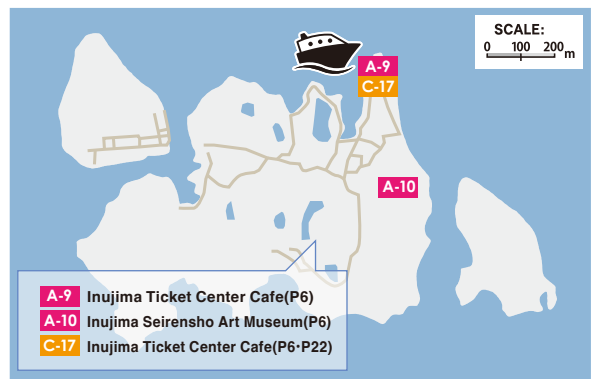 SCALE:
0 100 200 m
A-9
C-17
A-10
A-9 Inujima Ticket Center Cafe(P6)
A-10 Inujima Seirensho Art Museum(P6)
C-17 Inujima Ticket Center Cafe(P6･P22)